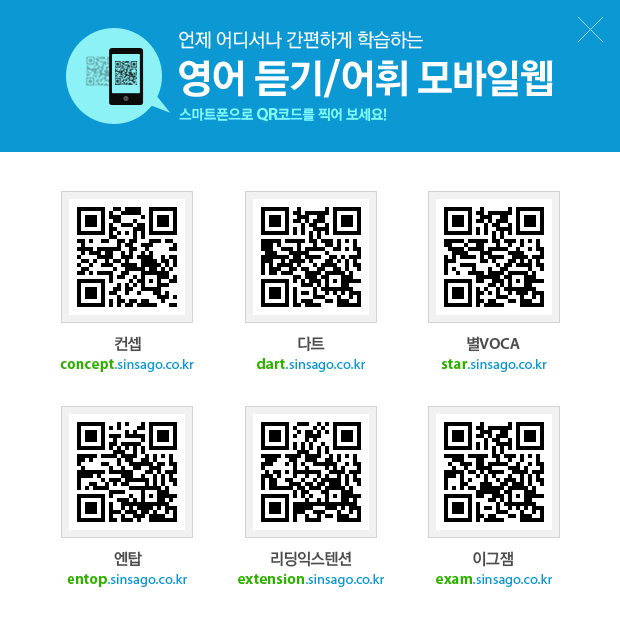 언제 어디서나 간편하게 학습하는
영어 듣기/어휘 모바일웹
스마트폰으로 QR코드를 찍어 보세요!
컨셉
concept.sinsago.co.kr
다트
dart.sinsago.co.kr
별VOCA
star.sinsago.co.kr
엔탑
entop.sinsago.co.kr
리딩익스텐션
extension.sinsago.co.kr
이그잼
exam.sinsago.co.kr